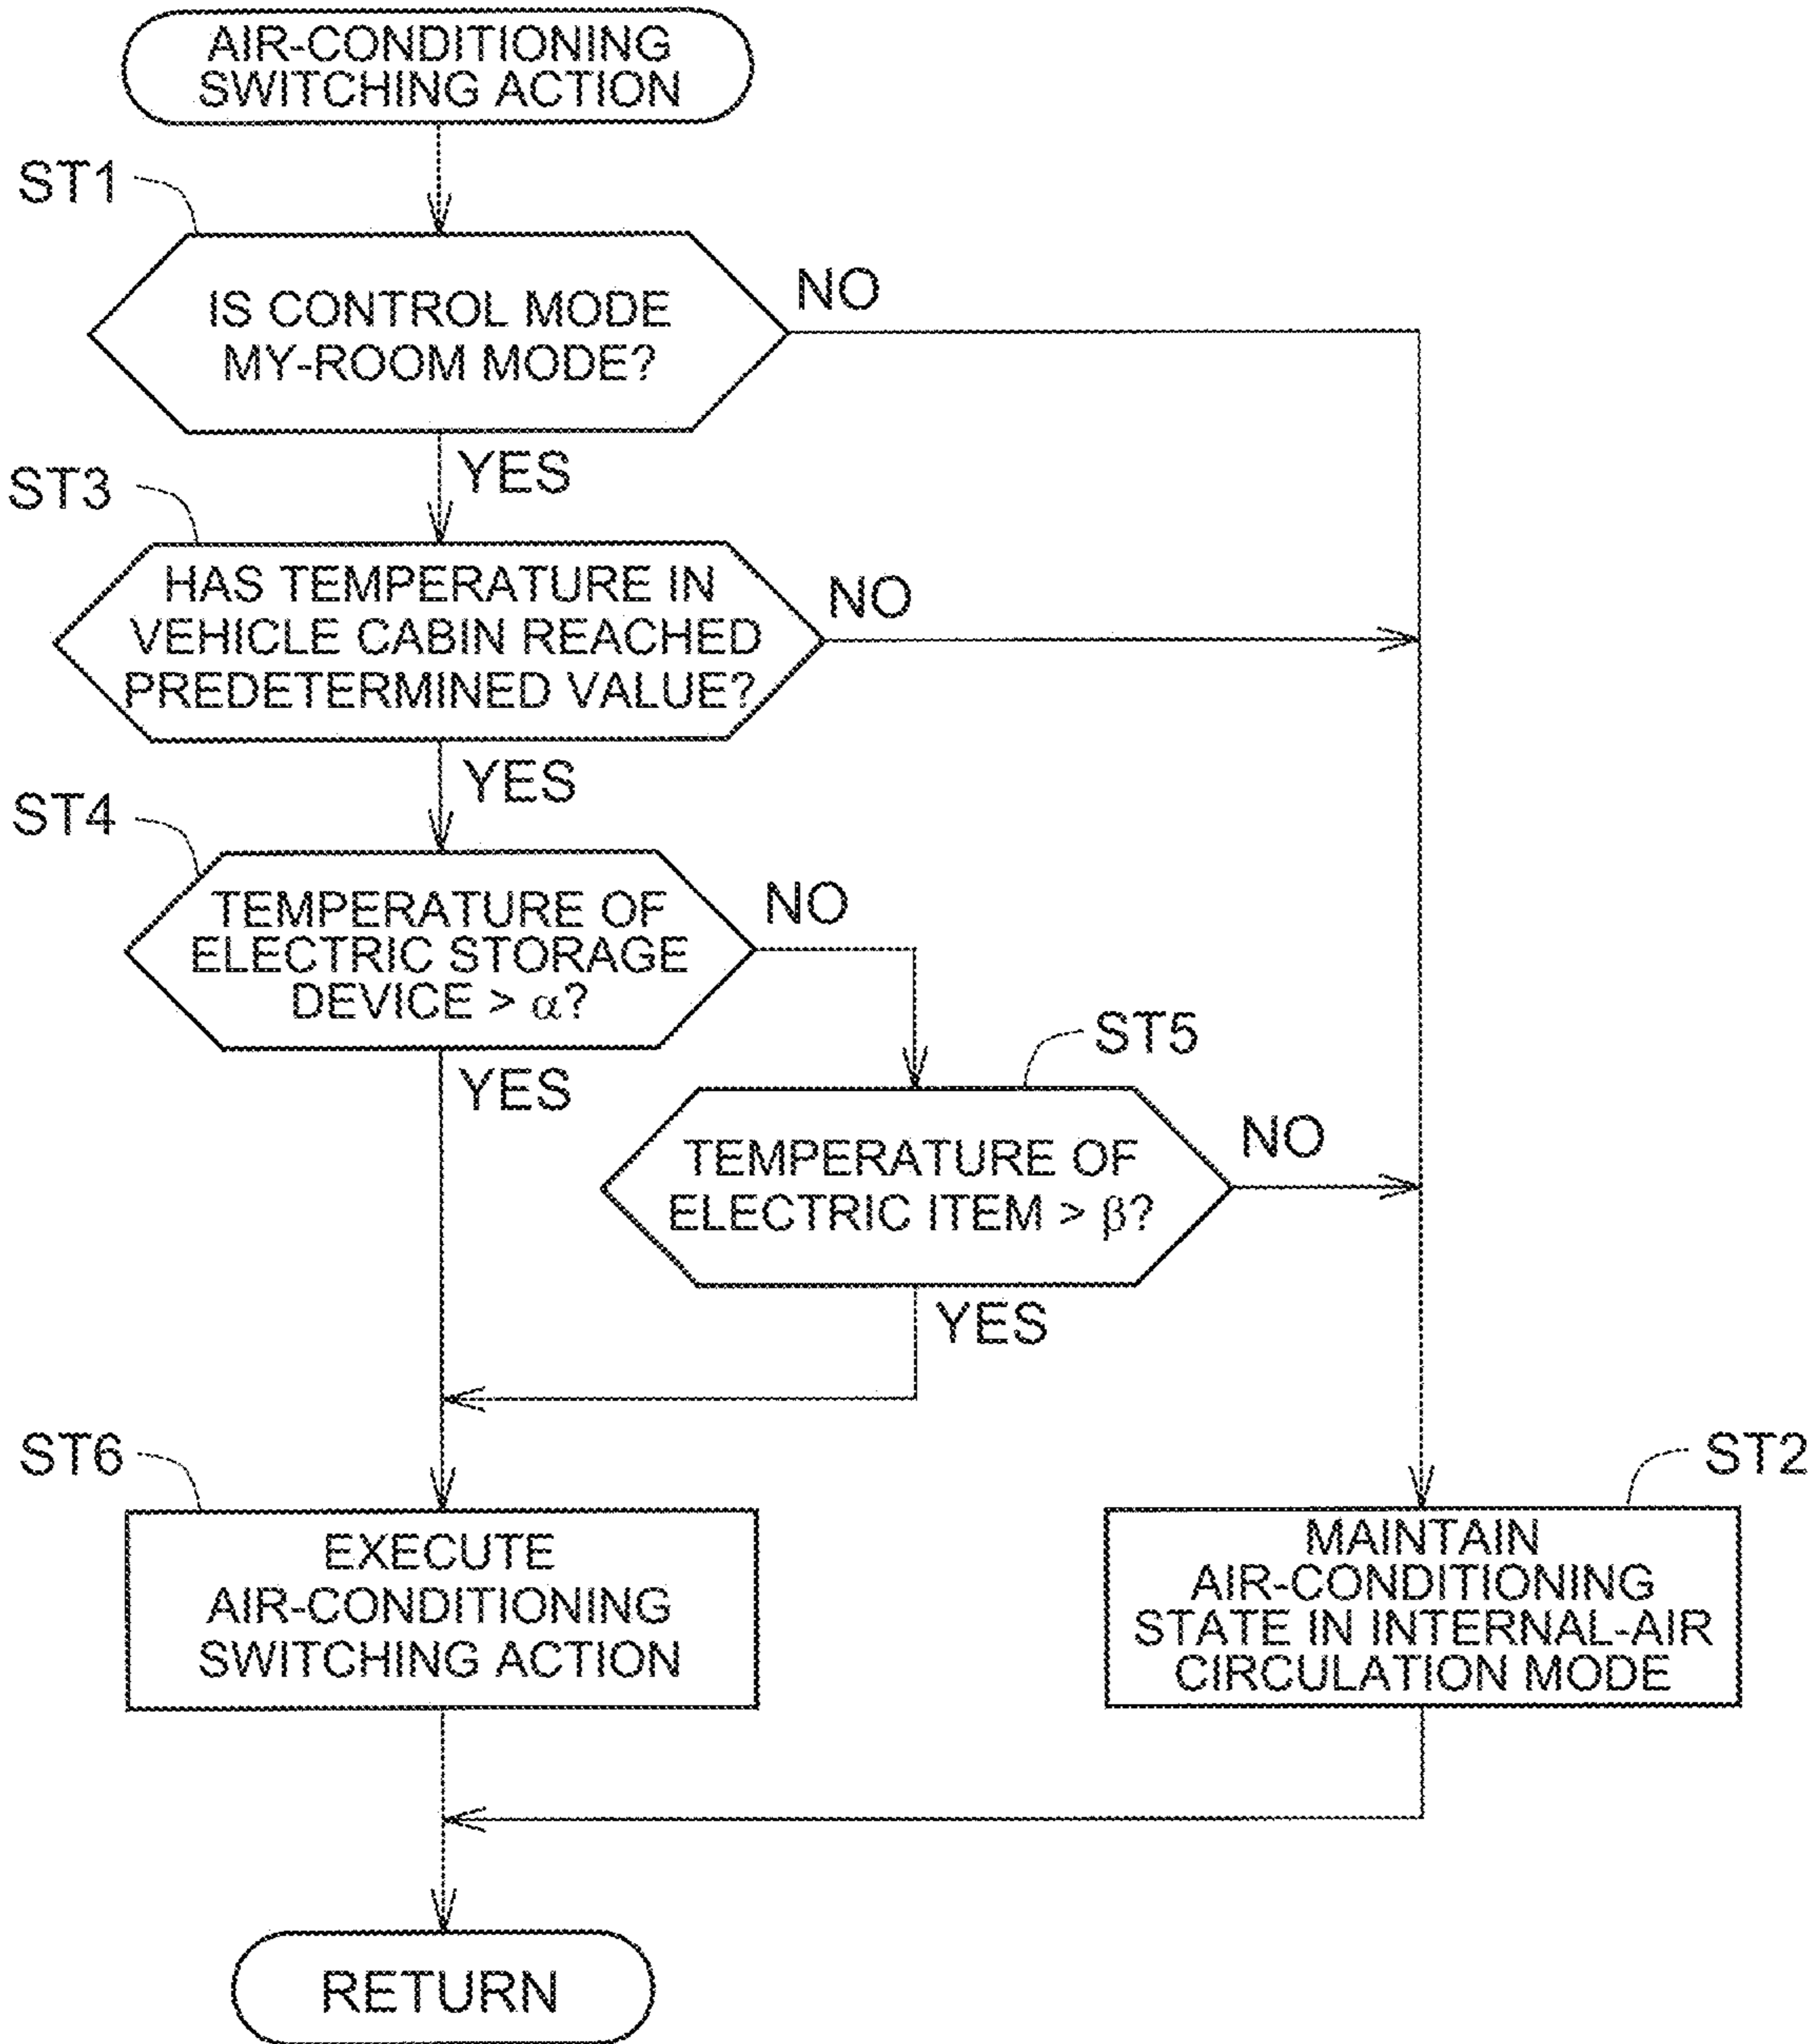 AIR-CONDITIONING
SWITCHING ACTION
ST1
IS CONTROL MODE
MY-ROOM MODE?
NO
YES
ST3
HAS TEMPERATURE IN
VEHICLE CABIN REACHED
PREDETERMINED VALUE?
NO
YES
ST4
TEMPERATURE OF
ELECTRIC STORAGE
DEVICE > α?
NO
YES
ST5
TEMPERATURE OF
ELECTRIC ITEM > β?
NO
YES
ST6
EXECUTE
AIR-CONDITIONING
SWITCHING ACTION
ST2
MAINTAIN
AIR-CONDITIONING
STATE IN INTERNAL-AIR
CIRCULATION MODE
RETURN